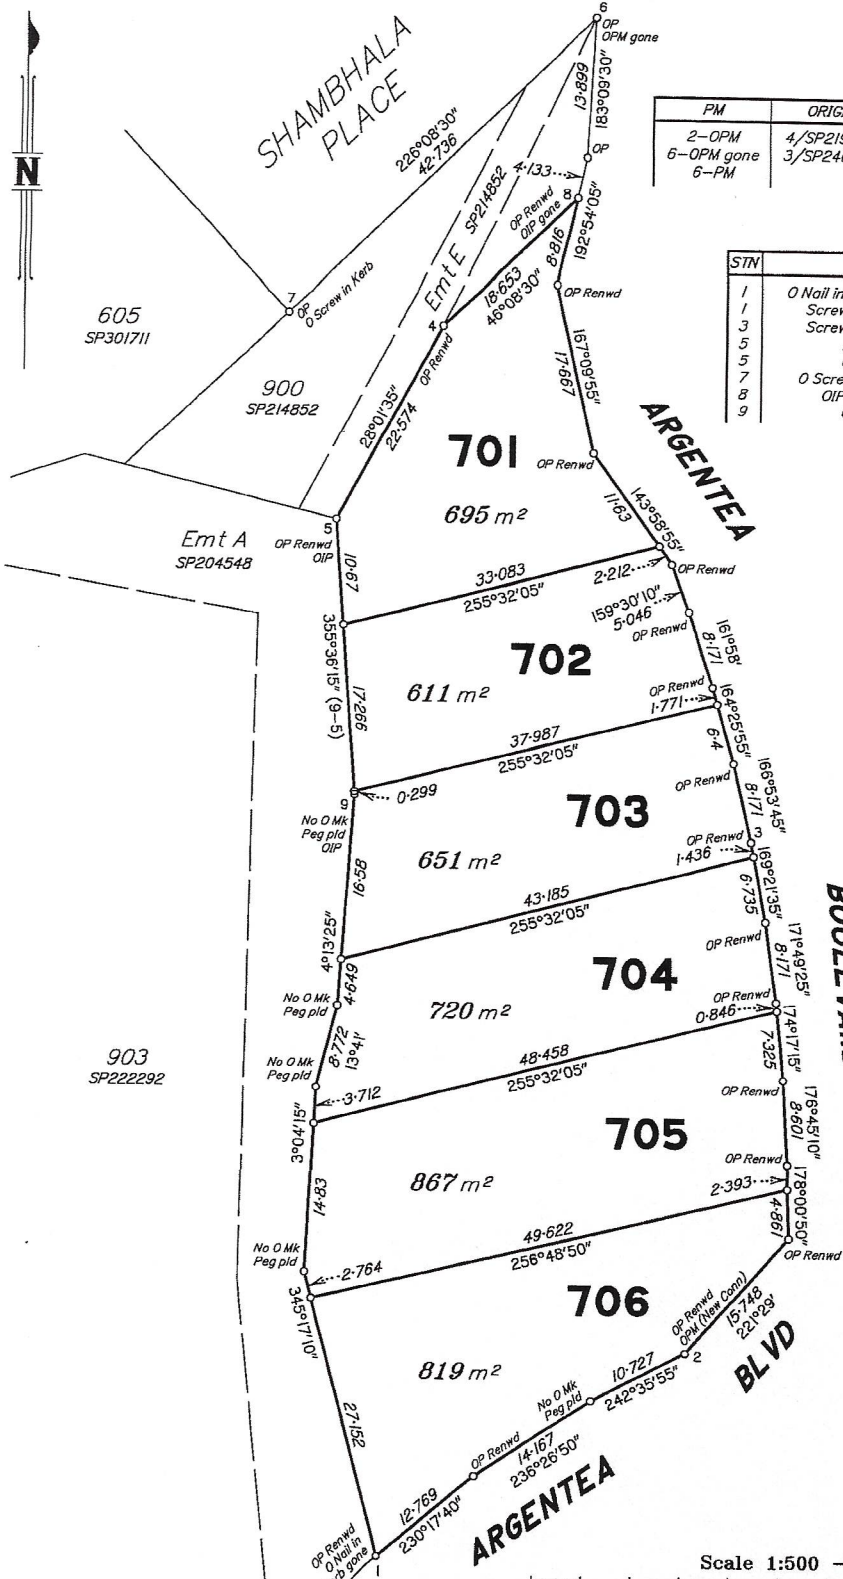 6
OP
OPM gone
SHAMBHALA
PLACE
13·899
183°09'30"
226°08'30"
42·736
PM
2-OPM
6-OPM gone
6-PM
N
OP
4·133
8
OP Renwd
OIP gone
192°54'05"
8·816
Emt E
SP214852
18·653
46°08'30"
OP Renwd
STN
1
1
3
5
5
7
8
9
O Nail in
Screw
Screw
O Scre
OIP
7
OP
O Screw in Kerb
605
SP301711
4
OP Renwd
167°09'55"
17·667
900
SP214852
28°01'35"
22·574
701
695 m²
OP Renwd
ARGENTEA
143°58'55"
11·63
5
OP Renwd
OIP
Emt A
SP204548
10·67
33·083
255°32'05"
2·212
OP Renwd
159°30'10"
5·046
OP Renwd
161°58'
8·171
355°36'15" (9-5)
17·266
702
611 m²
OP Renwd
1·771
164°25'55"
6·4
37·987
255°32'05"
9
0·299
No O Mk
Peg pld
OIP
OP Renwd
166°53'45"
8·171
703
651 m²
OP Renwd
3
1·436
169°21'35"
6·735
16·58
4°13'25"
43·185
255°32'05"
OP Renwd
171°49'25"
8·171
704
720 m²
4·649
No O Mk
Peg pld
8·772
13°41'
OP Renwd
0·846
174°17'15"
7·325
No O Mk
Peg pld
3·712
48·458
255°32'05"
903
SP222292
OP Renwd
176°45'10"
8·601
3°04'15"
14·83
705
867 m²
OP Renwd
2·393
178°00'50"
4·861
49·622
256°48'50"
OP Renwd
No O Mk
Peg pld
2·764
345°17'10"
27·152
706
819 m²
OP Renwd
OPM (New Conn)
15·748
221°29'
2
BLVD
10·727
242°35'55"
No O Mk
Peg pld
14·167
236°26'50"
OP Renwd
12·769
230°17'40"
ARGENTEA
OP Renwd
O Nail in
rb gone
Scale 1:500 -